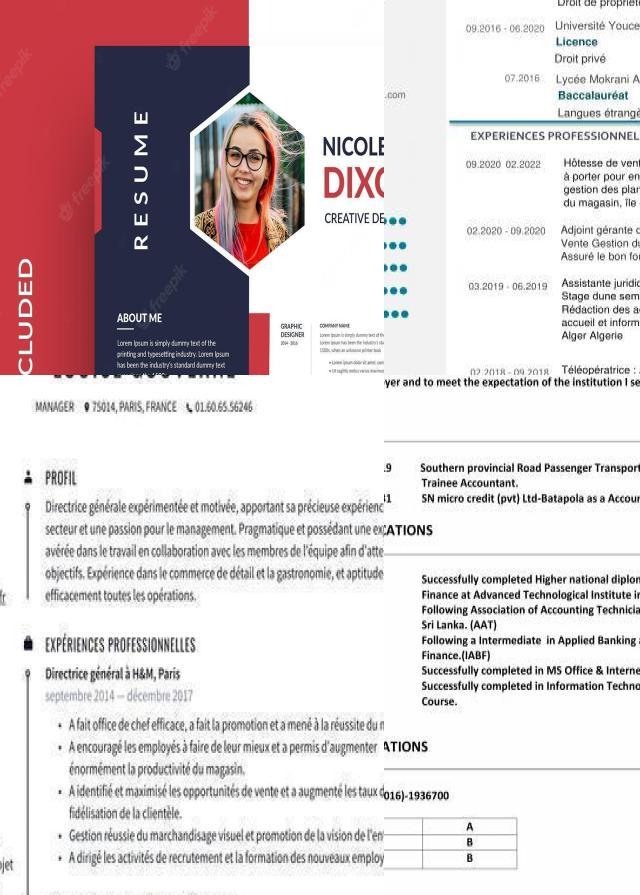 CLUDED
RESUME
NICOLE
DIXO
CREATIVE DE
ABOUT ME
Lorem Ipsum is simply dummy text of the
printing and typesetting industry. Lorem Ipsum
has been the industry's standard dummy text
GRAPHIC
DESIGNER
2014 - 2016
COMPANY NAME
freepik
.com
Droit de propriété
09.2016 - 06.2020 Université Youce
Licence
Droit privé
07.2016 Lycée Mokrani A
Baccalauréat
Langues étrangè
EXPERIENCES PROFESSIONNEL
09.2020 02.2022 Hôtesse de vent
à porter pour en
gestion des plan
du magasin, île
02.2020 - 09.2020 Adjoint gérante d
Vente Gestion du
Assuré le bon fo
03.2019 - 06.2019 Assistante juridic
Stage dune sem
Rédaction des a
accueil et inform
Alger Algerie
02.2018 - 09.2018 Téléopératrice :
MANAGER 75014, PARIS, FRANCE 01.60.65.56246
PROFIL
Directrice générale expérimentée et motivée, apportant sa précieuse expérienc
secteur et une passion pour le management. Pragmatique et possédant une ex
avérée dans le travail en collaboration avec les membres de l'équipe afin d'atte
objectifs. Expérience dans le commerce de détail et la gastronomie, et aptitude
efficacement toutes les opérations.
fr
EXPÉRIENCES PROFESSIONNELLES
Directrice général à H&M, Paris
septembre 2014 — décembre 2017
• A fait office de chef efficace, a fait la promotion et a mené à la réussite du m
• A encouragé les employés à faire de leur mieux et a permis d'augmenter
énormément la productivité du magasin.
• A identifié et maximisé les opportunités de vente et a augmenté les taux d
fidélisation de la clientèle.
• Gestion réussie du marchandisage visuel et promotion de la vision de l'en
• A dirigé les activités de recrutement et la formation des nouveaux employ
ojet
yer and to meet the expectation of the institution I se
19 Southern provincial Road Passenger Transport
Trainee Accountant.
31 SN micro credit (pvt) Ltd-Batapola as a Accour
CATIONS
Successfully completed Higher national diplon
Finance at Advanced Technological Institute in
Following Association of Accounting Technicia
Sri Lanka. (AAT)
Following a Intermediate in Applied Banking a
Finance.(IABF)
Successfully completed in MS Office & Interne
Successfully completed in Information Techno
Course.
ATIONS
016)-1936700
A
B
B